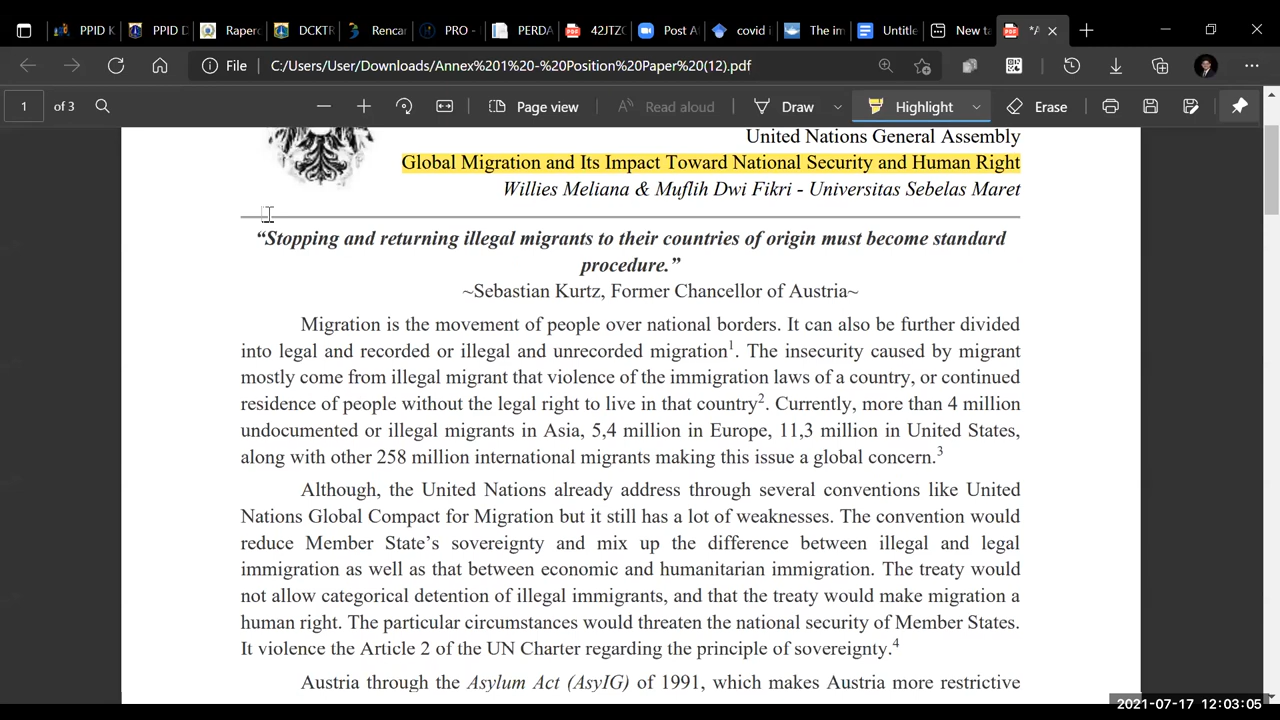 PPID K
PPID D
Raperc
DCKTR
Rencar
PRO -
PERDA
42JTZC
Post A
covid i
The im
Untitle
New ta
*A
File C:/Users/User/Downloads/Annex%201%20-%20Position%20Paper%20(12).pdf
1 of 3 Page view Read aloud Draw Highlight Erase
United Nations General Assembly
Global Migration and Its Impact Toward National Security and Human Right
Willies Meliana & Muflih Dwi Fikri - Universitas Sebelas Maret
“Stopping and returning illegal migrants to their countries of origin must become standard
procedure.”
~Sebastian Kurtz, Former Chancellor of Austria~
Migration is the movement of people over national borders. It can also be further divided
into legal and recorded or illegal and unrecorded migration1. The insecurity caused by migrant
mostly come from illegal migrant that violence of the immigration laws of a country, or continued
residence of people without the legal right to live in that country2. Currently, more than 4 million
undocumented or illegal migrants in Asia, 5,4 million in Europe, 11,3 million in United States,
along with other 258 million international migrants making this issue a global concern.3
Although, the United Nations already address through several conventions like United
Nations Global Compact for Migration but it still has a lot of weaknesses. The convention would
reduce Member State’s sovereignty and mix up the difference between illegal and legal
immigration as well as that between economic and humanitarian immigration. The treaty would
not allow categorical detention of illegal immigrants, and that the treaty would make migration a
human right. The particular circumstances would threaten the national security of Member States.
It violence the Article 2 of the UN Charter regarding the principle of sovereignty.4
Austria through the Asylum Act (AsyIG) of 1991, which makes Austria more restrictive
2021-07-17 12:03:05